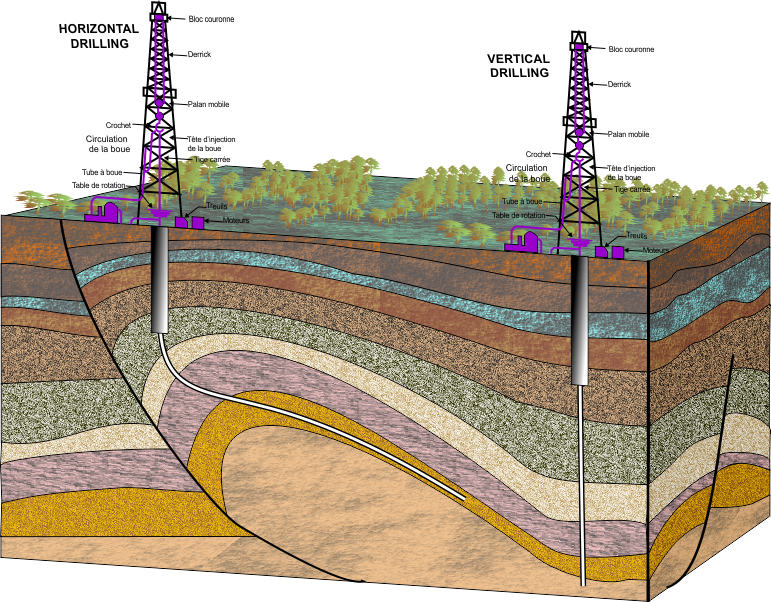 HORIZONTAL
DRILLING
Bloc couronne
Derrick
Palan mobile
Crochet
Circulation
de la boue
Tête d'injection
de la boue
Tige carrée
Tube à boue
Table de rotation
Treuils
Moteurs
VERTICAL
DRILLING
Bloc couronne
Derrick
Palan mobile
Crochet
Circulation
de la boue
Tête d'injection
de la boue
Tige carrée
Tube à boue
Table de rotation
Treuils
Moteurs